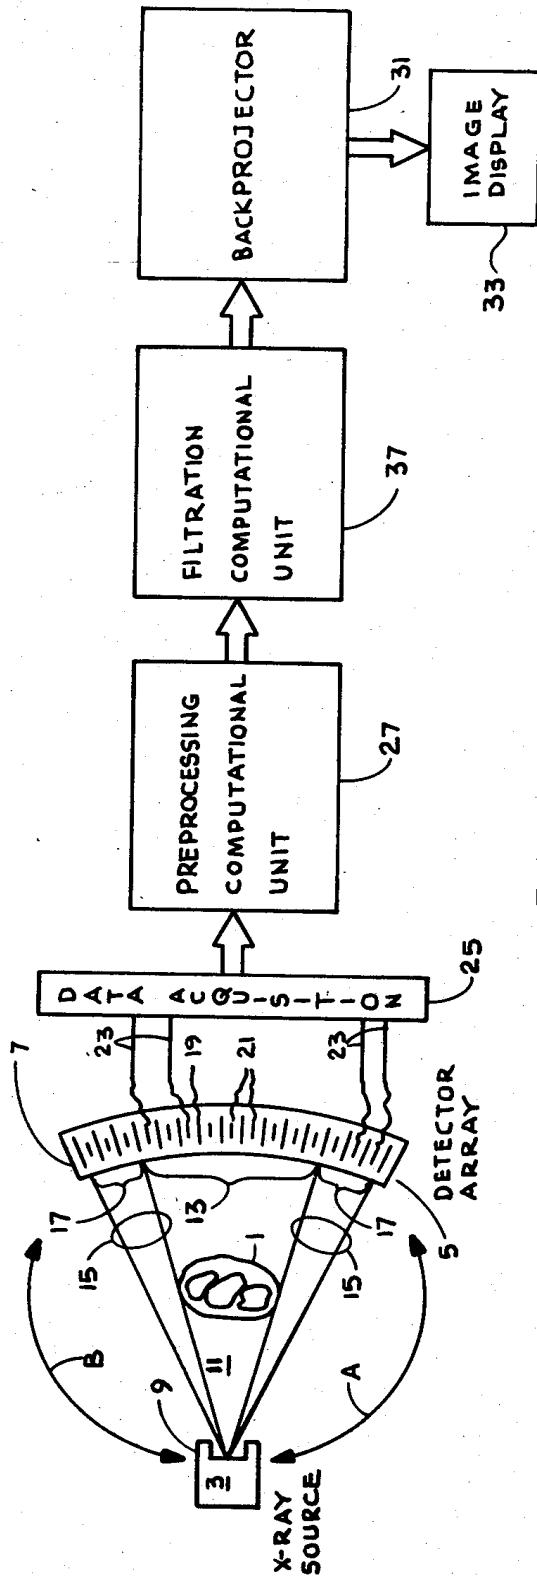 X-RAY
SOURCE
3
9
B
A
11
1
15
15
17
17
13
5
7
DETECTOR
ARRAY
19
21
23
23
DATA ACQUISITION
25
PREPROCESSING
COMPUTATIONAL
UNIT
27
FILTRATION
COMPUTATIONAL
UNIT
37
BACKPROJECTOR
31
IMAGE
DISPLAY
33